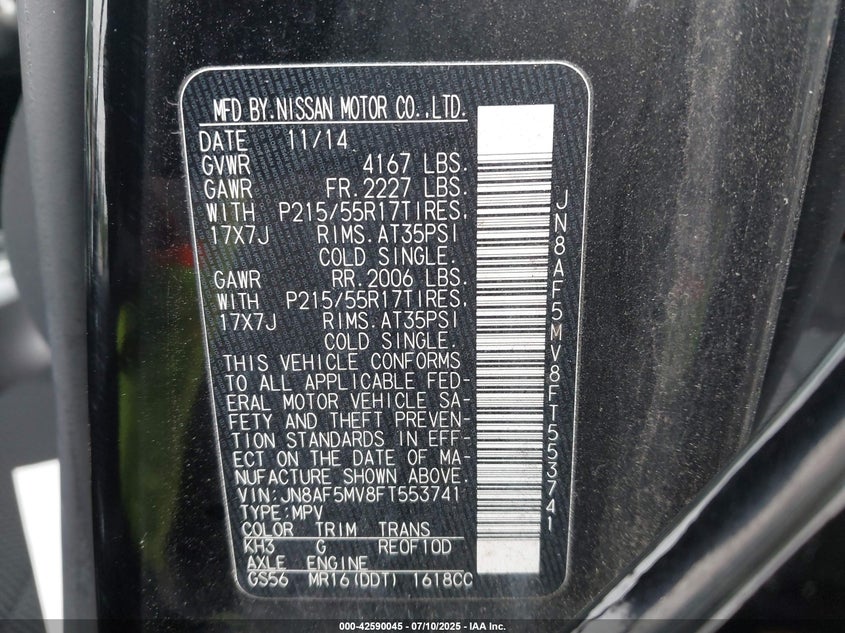 MFD BY.NISSAN MOTOR CO.,LTD.
DATE 11/14
GVWR 4167 LBS.
GAWR FR.2227 LBS.
WITH P215/55R17TIRES,
17X7J RIMS.AT35PSI
COLD SINGLE.
GAWR RR.2006 LBS.
WITH P215/55R17TIRES,
17X7J RIMS.AT35PSI
COLD SINGLE.
THIS VEHICLE CONFORMS
TO ALL APPLICABLE FED-
ERAL MOTOR VEHICLE SA-
FETY AND THEFT PREVEN-
TION STANDARDS IN EFF-
ECT ON THE DATE OF MA-
NUFACTURE SHOWN ABOVE.
VIN:JN8AF5MV8FT553741
TYPE:MPV
COLOR TRIM TRANS
KH3 G RE0F10D
AXLE ENGINE
GS56 MR16(DDT) 1618CC
JN8AF5MV8FT553741
000-42590045 - 07/10/2025 - IAA Inc.